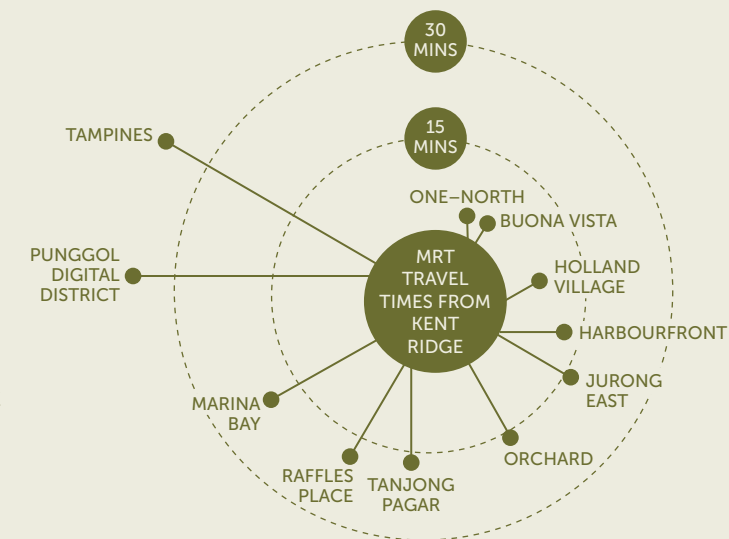 30
MINS
15
MINS
TAMPINES
ONE–NORTH
BUONA VISTA
PUNGGOL
DIGITAL
DISTRICT
MRT
TRAVEL
TIMES FROM
KENT
RIDGE
HOLLAND
VILLAGE
HARBOURFRONT
JURONG
EAST
MARINA
BAY
ORCHARD
RAFFLES
PLACE
TANJONG
PAGAR